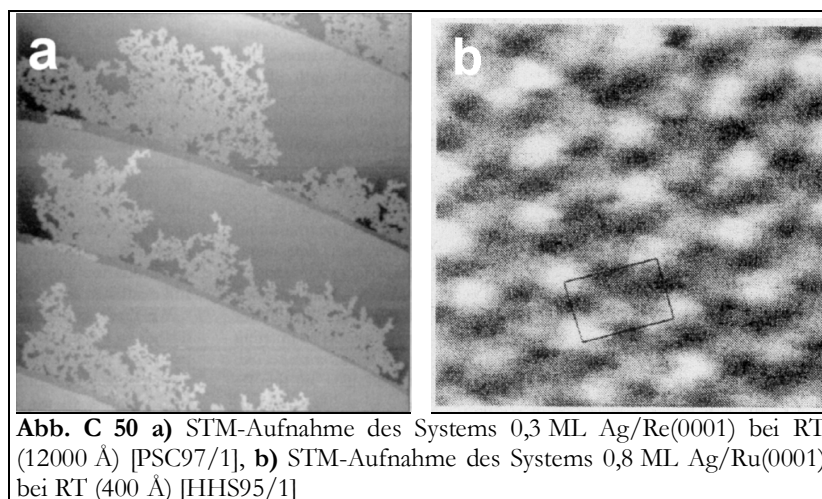 a
b
Abb. C 50 a) STM-Aufnahme des Systems 0,3 ML Ag/Re(0001) bei RT
(12000 Å) [PSC97/1], b) STM-Aufnahme des Systems 0,8 ML Ag/Ru(0001)
bei RT (400 Å) [HHS95/1]